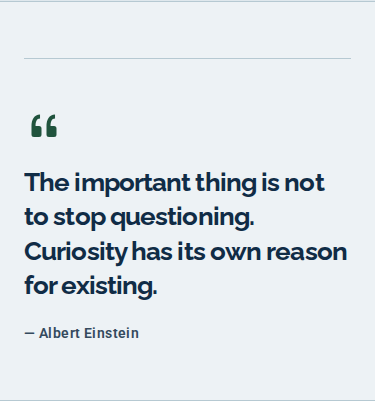 “
The important thing is not
to stop questioning.
Curiosity has its own reason
for existing.
— Albert Einstein